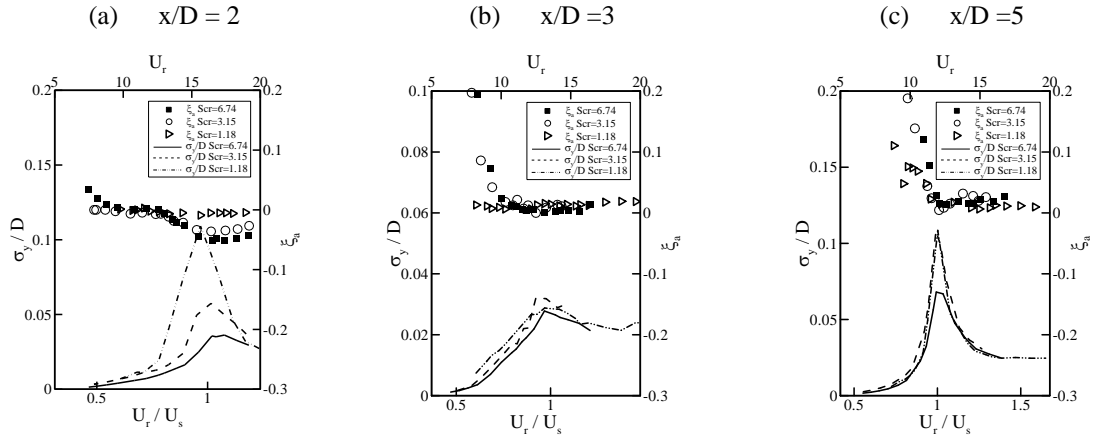 (a) x/D = 2
U_r
5 10 15 20
0.2 0.15 0.1 0.05 0
σ_y / D
0.2 0.1 0 -0.1 -0.2 -0.3
ξ_a
ξ_a Scr=6.74
ξ_a Scr=3.15
ξ_a Scr=1.18
σ_y/D Scr=6.74
σ_y/D Scr=3.15
σ_y/D Scr=1.18
0.5 1
U_r / U_s
(b) x/D =3
U_r
5 10 15
0.1 0.08 0.06 0.04 0.02 0
σ_y / D
0.2 0.1 0 -0.1 -0.2 -0.3
ξ_a
ξ_a Scr=6.74
ξ_a Scr=3.15
ξ_a Scr=1.18
σ_y/D Scr=6.74
σ_y/D Scr=3.15
σ_y/D Scr=1.18
0.5 1
U_r / U_s
(c) x/D =5
U_r
5 10 15
0.2 0.15 0.1 0.05 0
σ_y / D
0.2 0.1 0 -0.1 -0.2 -0.3
ξ_a
ξ_a Scr=6.74
ξ_a Scr=3.15
ξ_a Scr=1.18
σ_y/D Scr=6.74
σ_y/D Scr=3.15
σ_y/D Scr=1.18
0.5 1 1.5
U_r / U_s